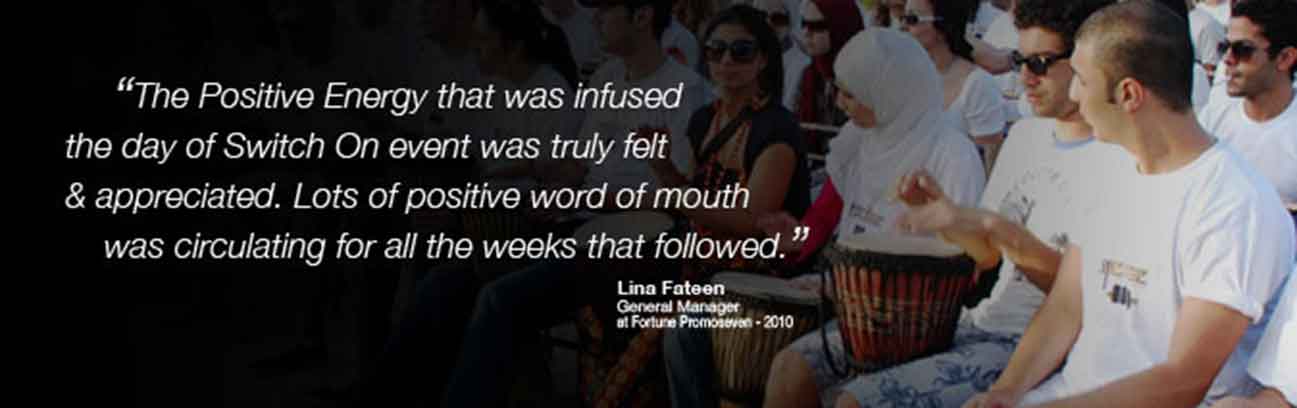 “The Positive Energy that was infused
the day of Switch On event was truly felt
& appreciated. Lots of positive word of mouth
was circulating for all the weeks that followed.”
Lina Fateen
General Manager
at Fortune Promoseven - 2010